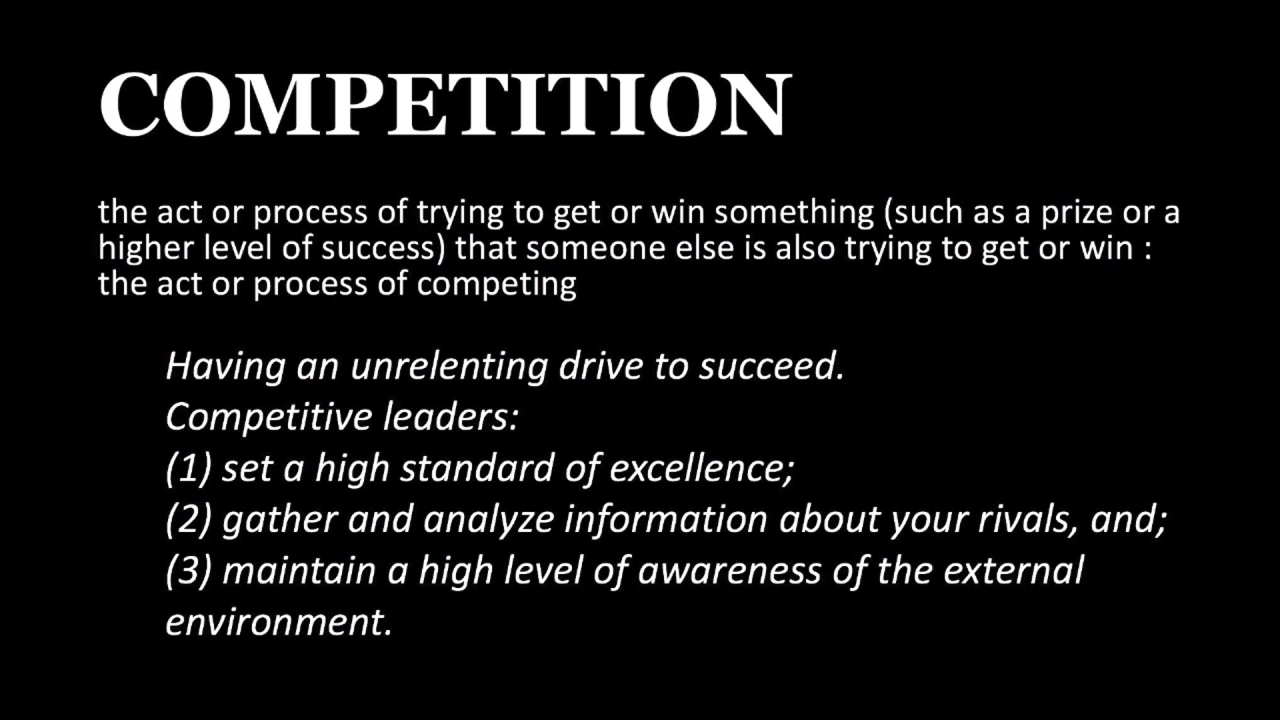 COMPETITION
the act or process of trying to get or win something (such as a prize or a
higher level of success) that someone else is also trying to get or win :
the act or process of competing
Having an unrelenting drive to succeed.
Competitive leaders:
(1) set a high standard of excellence;
(2) gather and analyze information about your rivals, and;
(3) maintain a high level of awareness of the external
environment.